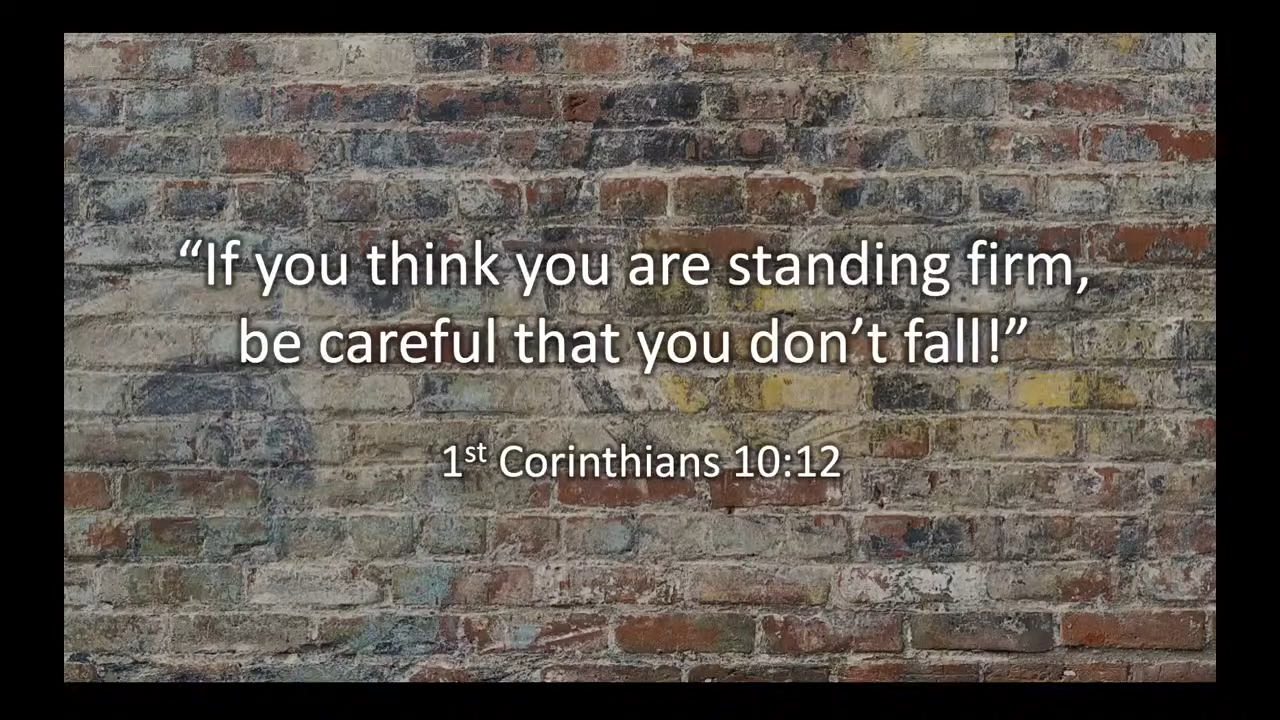 “If you think you are standing firm,
be careful that you don’t fall!”
1st Corinthians 10:12